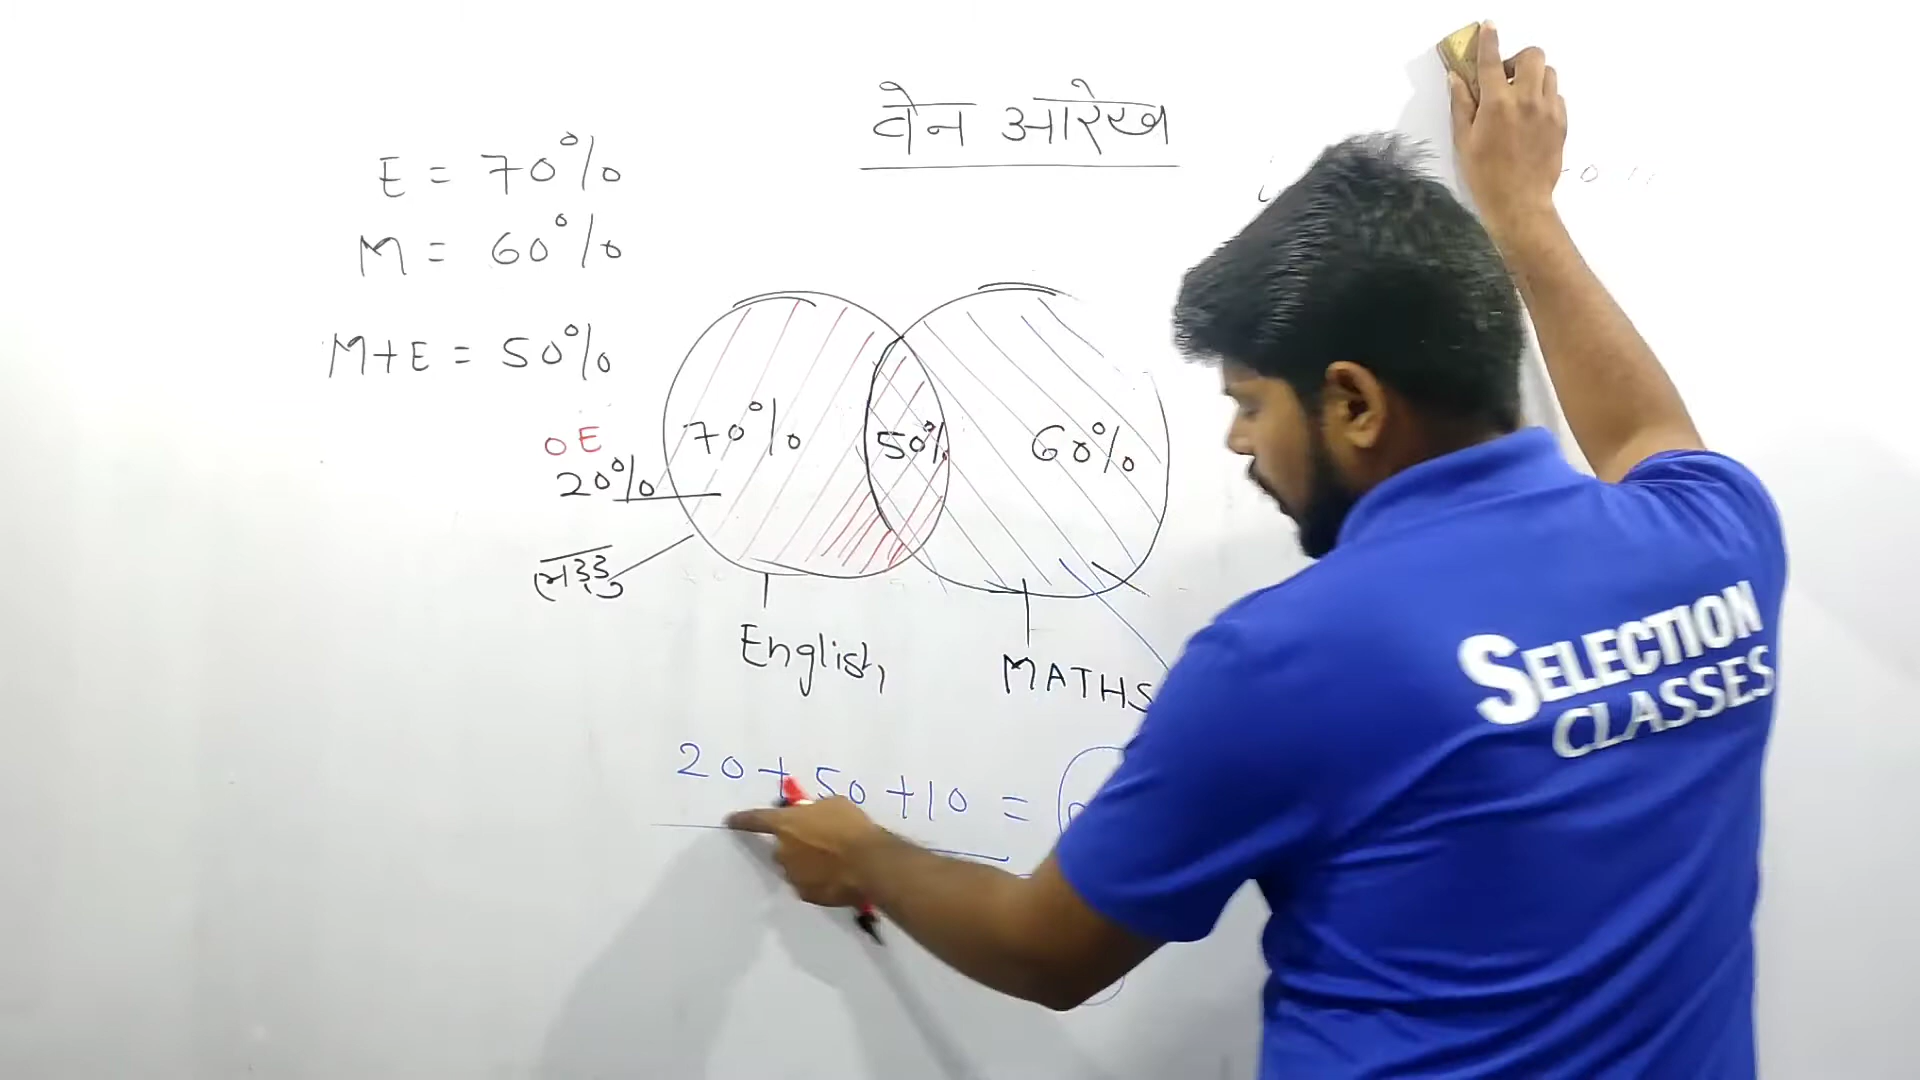 वेन आरेख
E = 70%
M = 60%
M+E = 50%
OE
20%
70%
50%
60%
लड्डू
English
MATHS
20+50+10 =
SELECTION
CLASSES